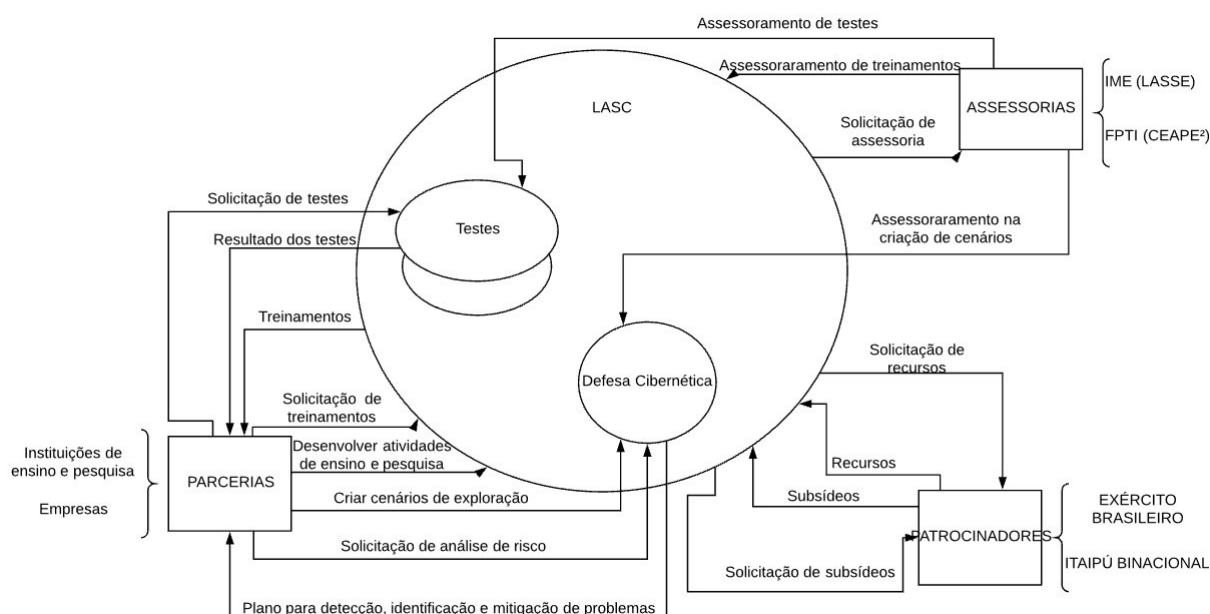 Assessoramento de testes
Assessoraramento de treinamentos
IME (LASSE)
LASC
ASSESSORIAS
Solicitação de
assessoria
FPTI (CEAPE²)
Solicitação de testes
Testes
Assessoraramento na
criação de cenários
Resultado dos testes
Treinamentos
Solicitação de
recursos
Defesa Cibernética
Solicitação de
treinamentos
Instituições de
ensino e pesquisa
Desenvolver atividades
de ensino e pesquisa
Recursos
PARCERIAS
Empresas
Criar cenários de exploração
Subsídeos
EXÉRCITO
BRASILEIRO
PATROCINADORES
Solicitação de análise de risco
ITAIPÚ BINACIONAL
Solicitação de subsídeos
Plano para detecção, identificação e mitigação de problemas